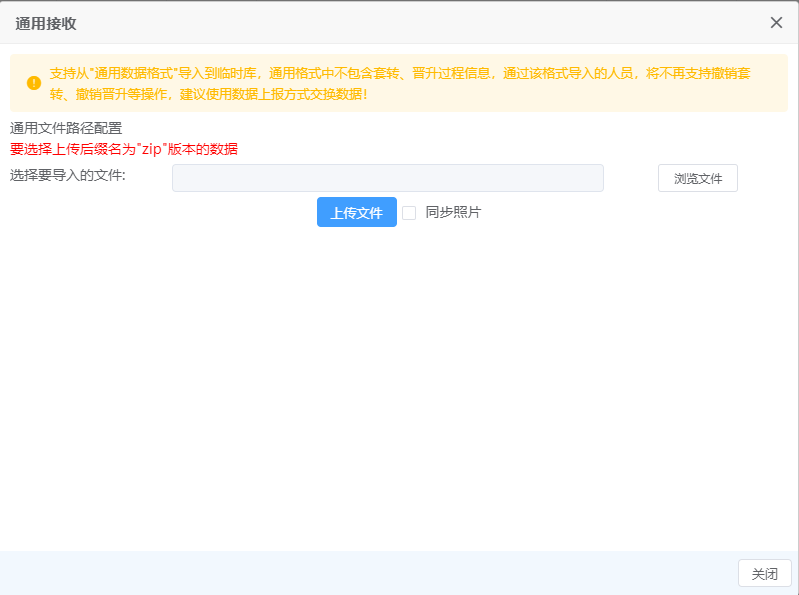 通用接收
支持从"通用数据格式"导入到临时库，通用格式中不包含套转、晋升过程信息，通过该格式导入的人员，将不再支持撤销套
转、撤销晋升等操作，建议使用数据上报方式交换数据！
通用文件路径配置
要选择上传后缀名为"zip"版本的数据
选择要导入的文件:
浏览文件
上传文件 同步照片
关闭